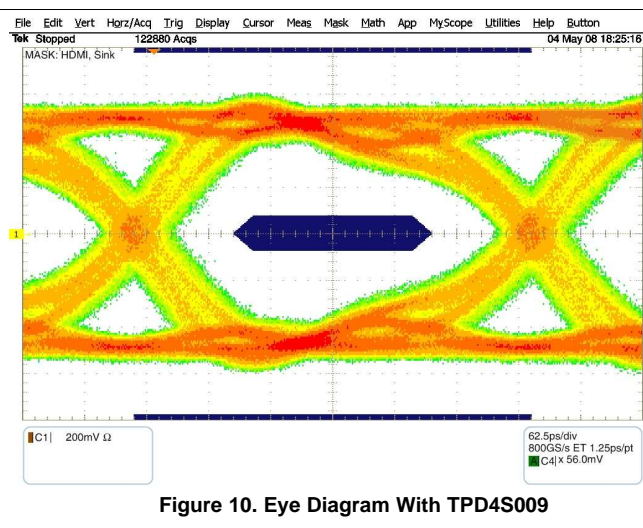 File Edit Vert Horz/Acq Trig Display Cursor Meas Mask Math App MyScope Utilities Help Button
Tek Stopped 122880 Acqs 04 May 08 18:25:16
MASK: HDMI, Sink
1
C1 200mV Ω
62.5ps/div
800GS/s ET 1.25ps/pt
A C4 x 56.0mV
Figure 10. Eye Diagram With TPD4S009